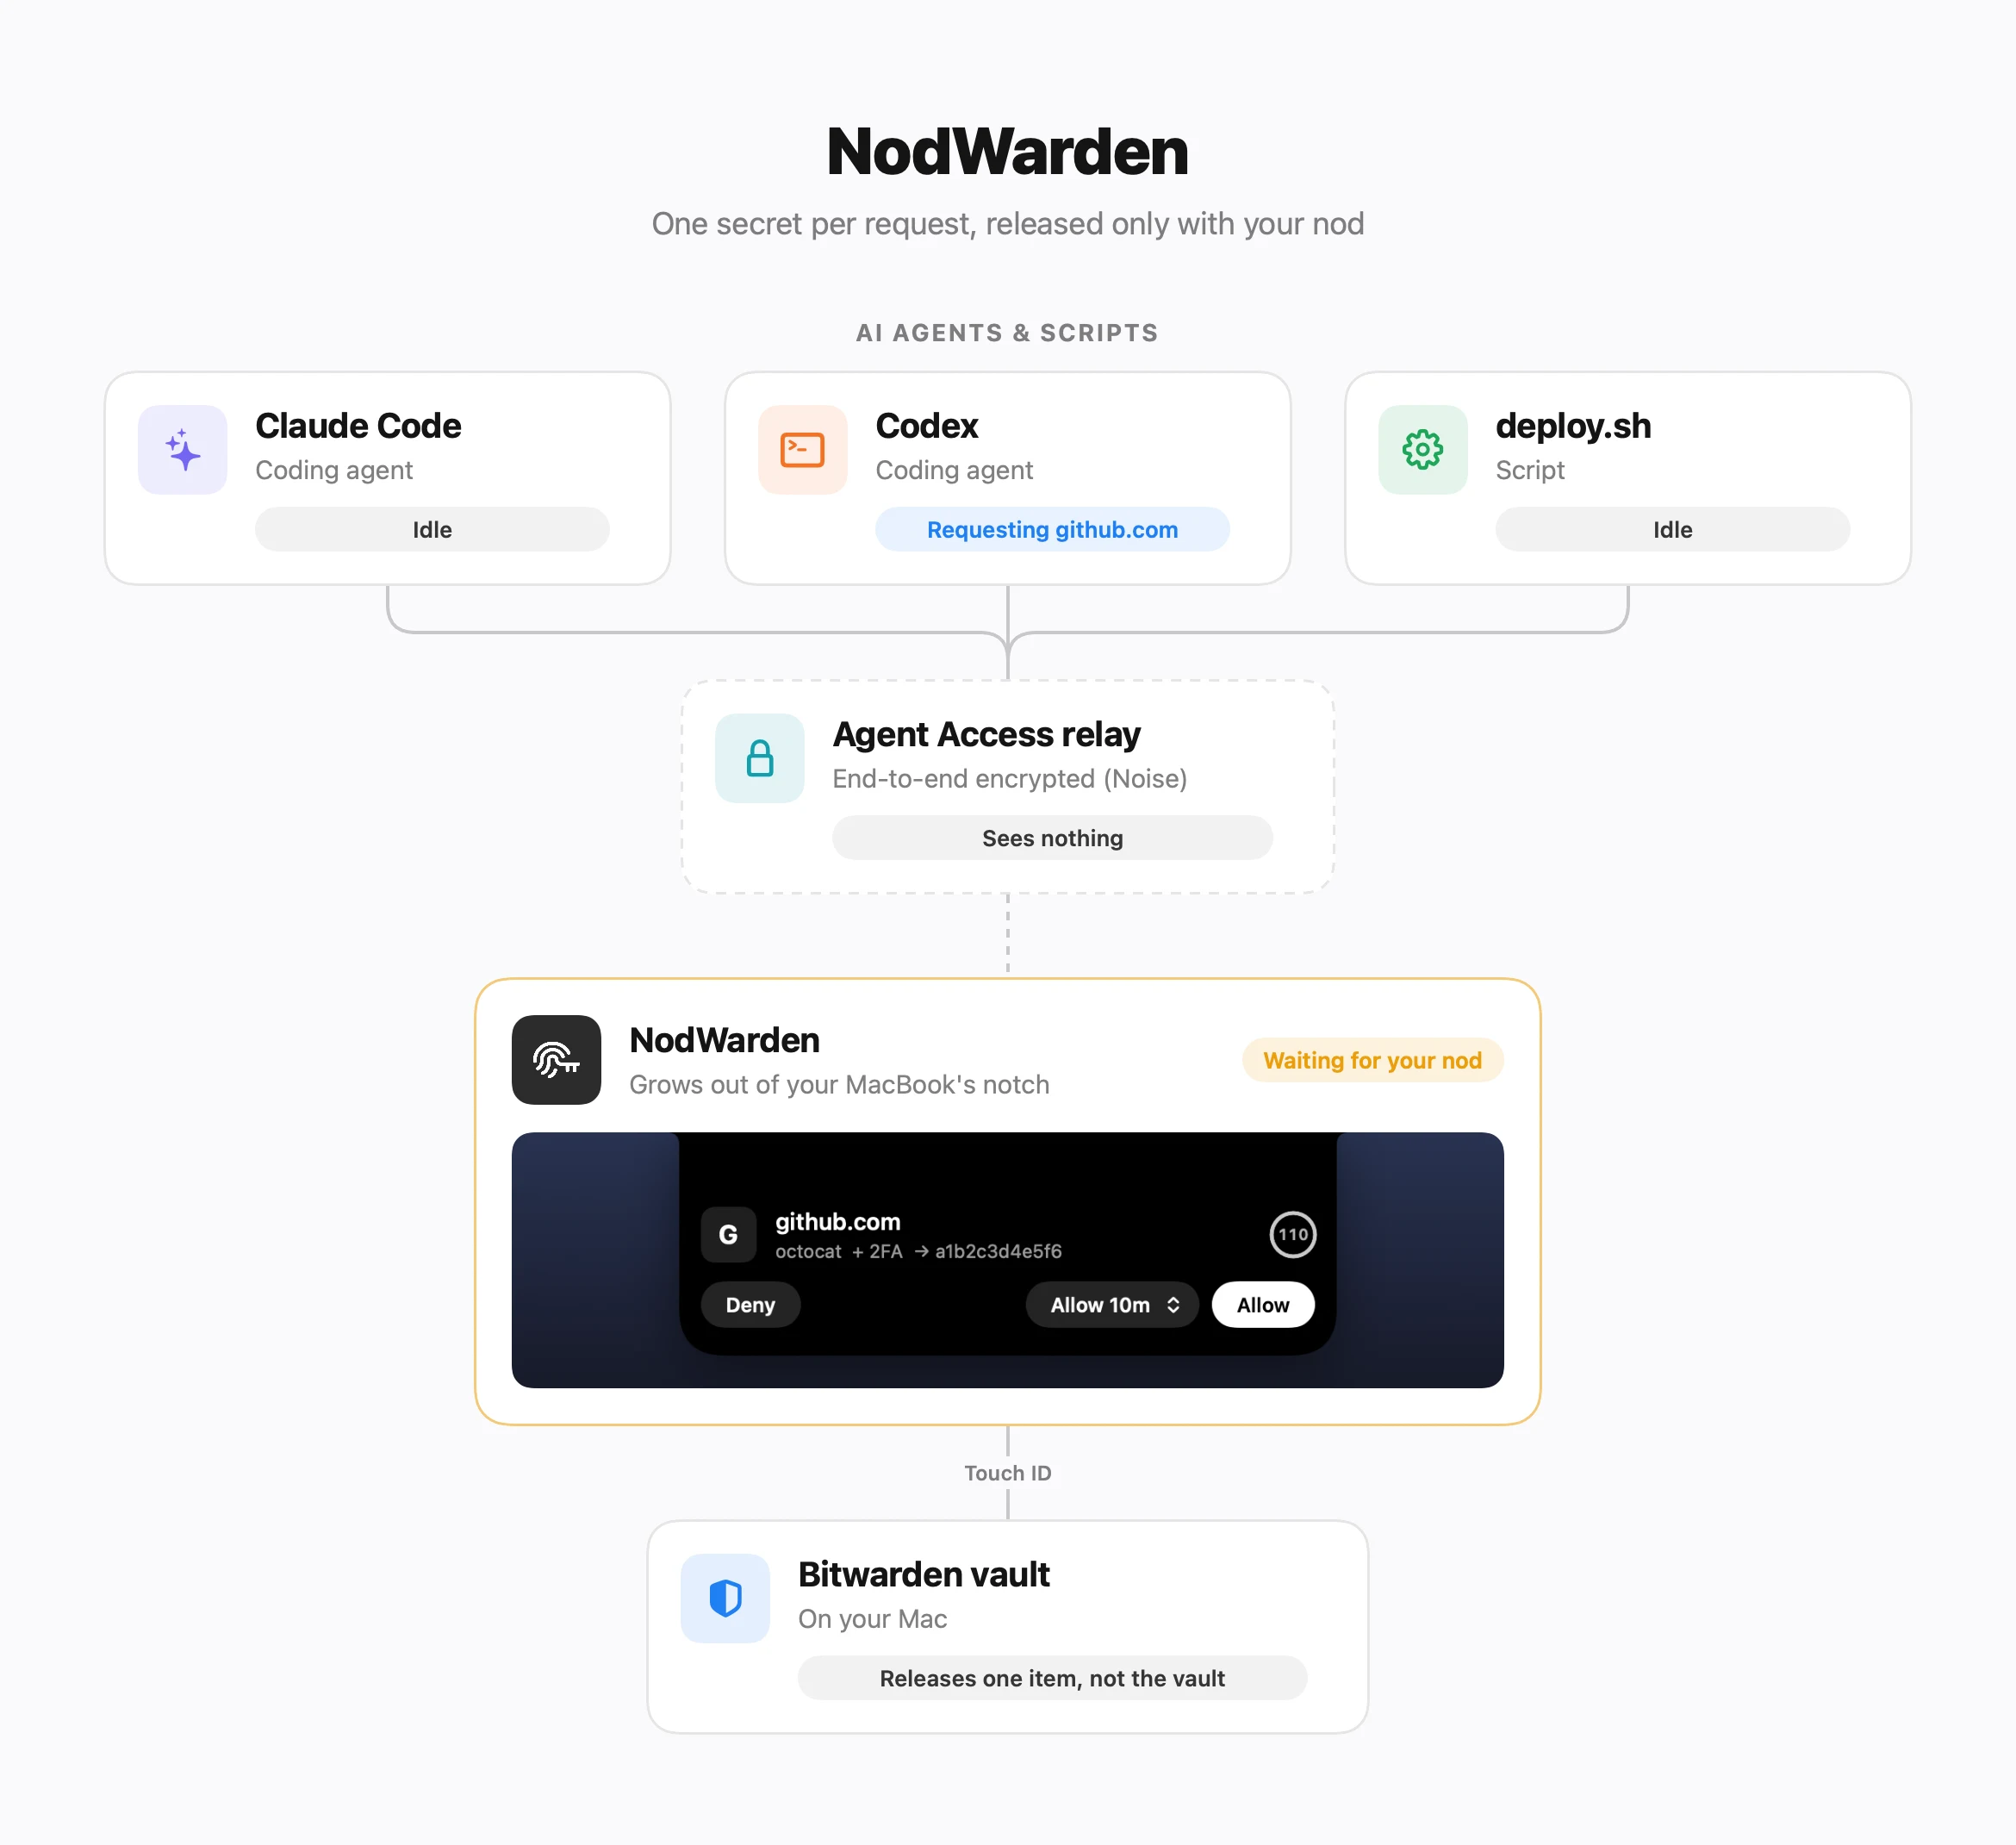 NodWarden
One secret per request, released only with your nod
AI AGENTS & SCRIPTS
Claude Code
Coding agent
Idle
Codex
Coding agent
Requesting github.com
deploy.sh
Script
Idle
Agent Access relay
End-to-end encrypted (Noise)
Sees nothing
NodWarden
Grows out of your MacBook's notch
Waiting for your nod
G
github.com
octocat + 2FA → a1b2c3d4e5f6
110
Deny
Allow 10m
Allow
Touch ID
Bitwarden vault
On your Mac
Releases one item, not the vault